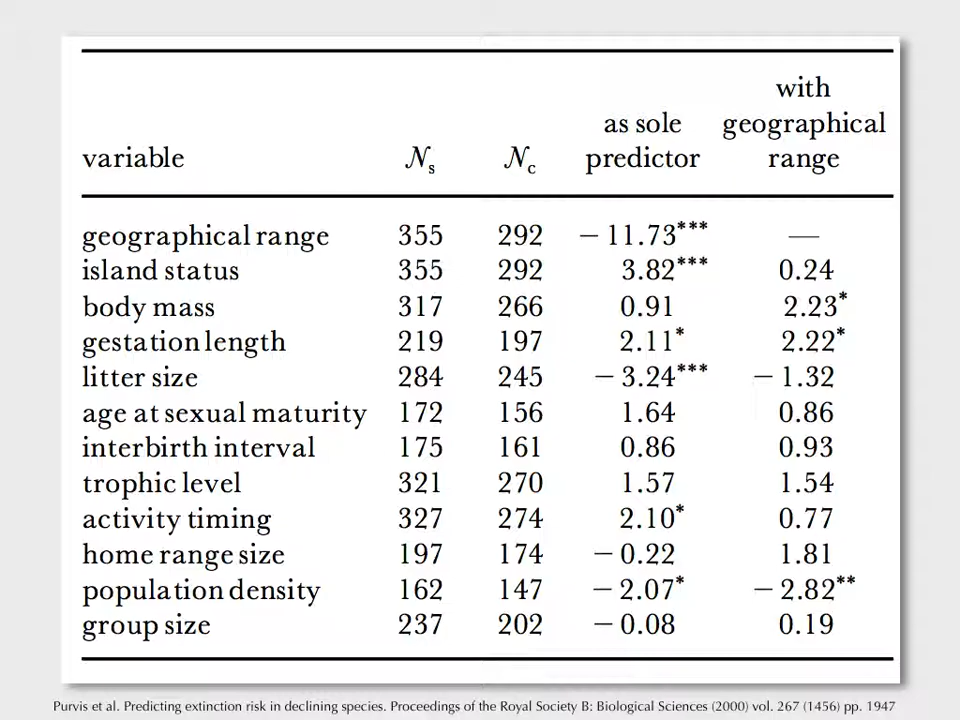 with
as sole geographical
variable Ns Nc predictor range
geographical range 355 292 − 11.73*** —
island status 355 292 3.82*** 0.24
body mass 317 266 0.91 2.23*
gestation length 219 197 2.11* 2.22*
litter size 284 245 − 3.24*** − 1.32
age at sexual maturity 172 156 1.64 0.86
interbirth interval 175 161 0.86 0.93
trophic level 321 270 1.57 1.54
activity timing 327 274 2.10* 0.77
home range size 197 174 − 0.22 1.81
population density 162 147 − 2.07* − 2.82**
group size 237 202 − 0.08 0.19
Purvis et al. Predicting extinction risk in declining species. Proceedings of the Royal Society B: Biological Sciences (2000) vol. 267 (1456) pp. 1947